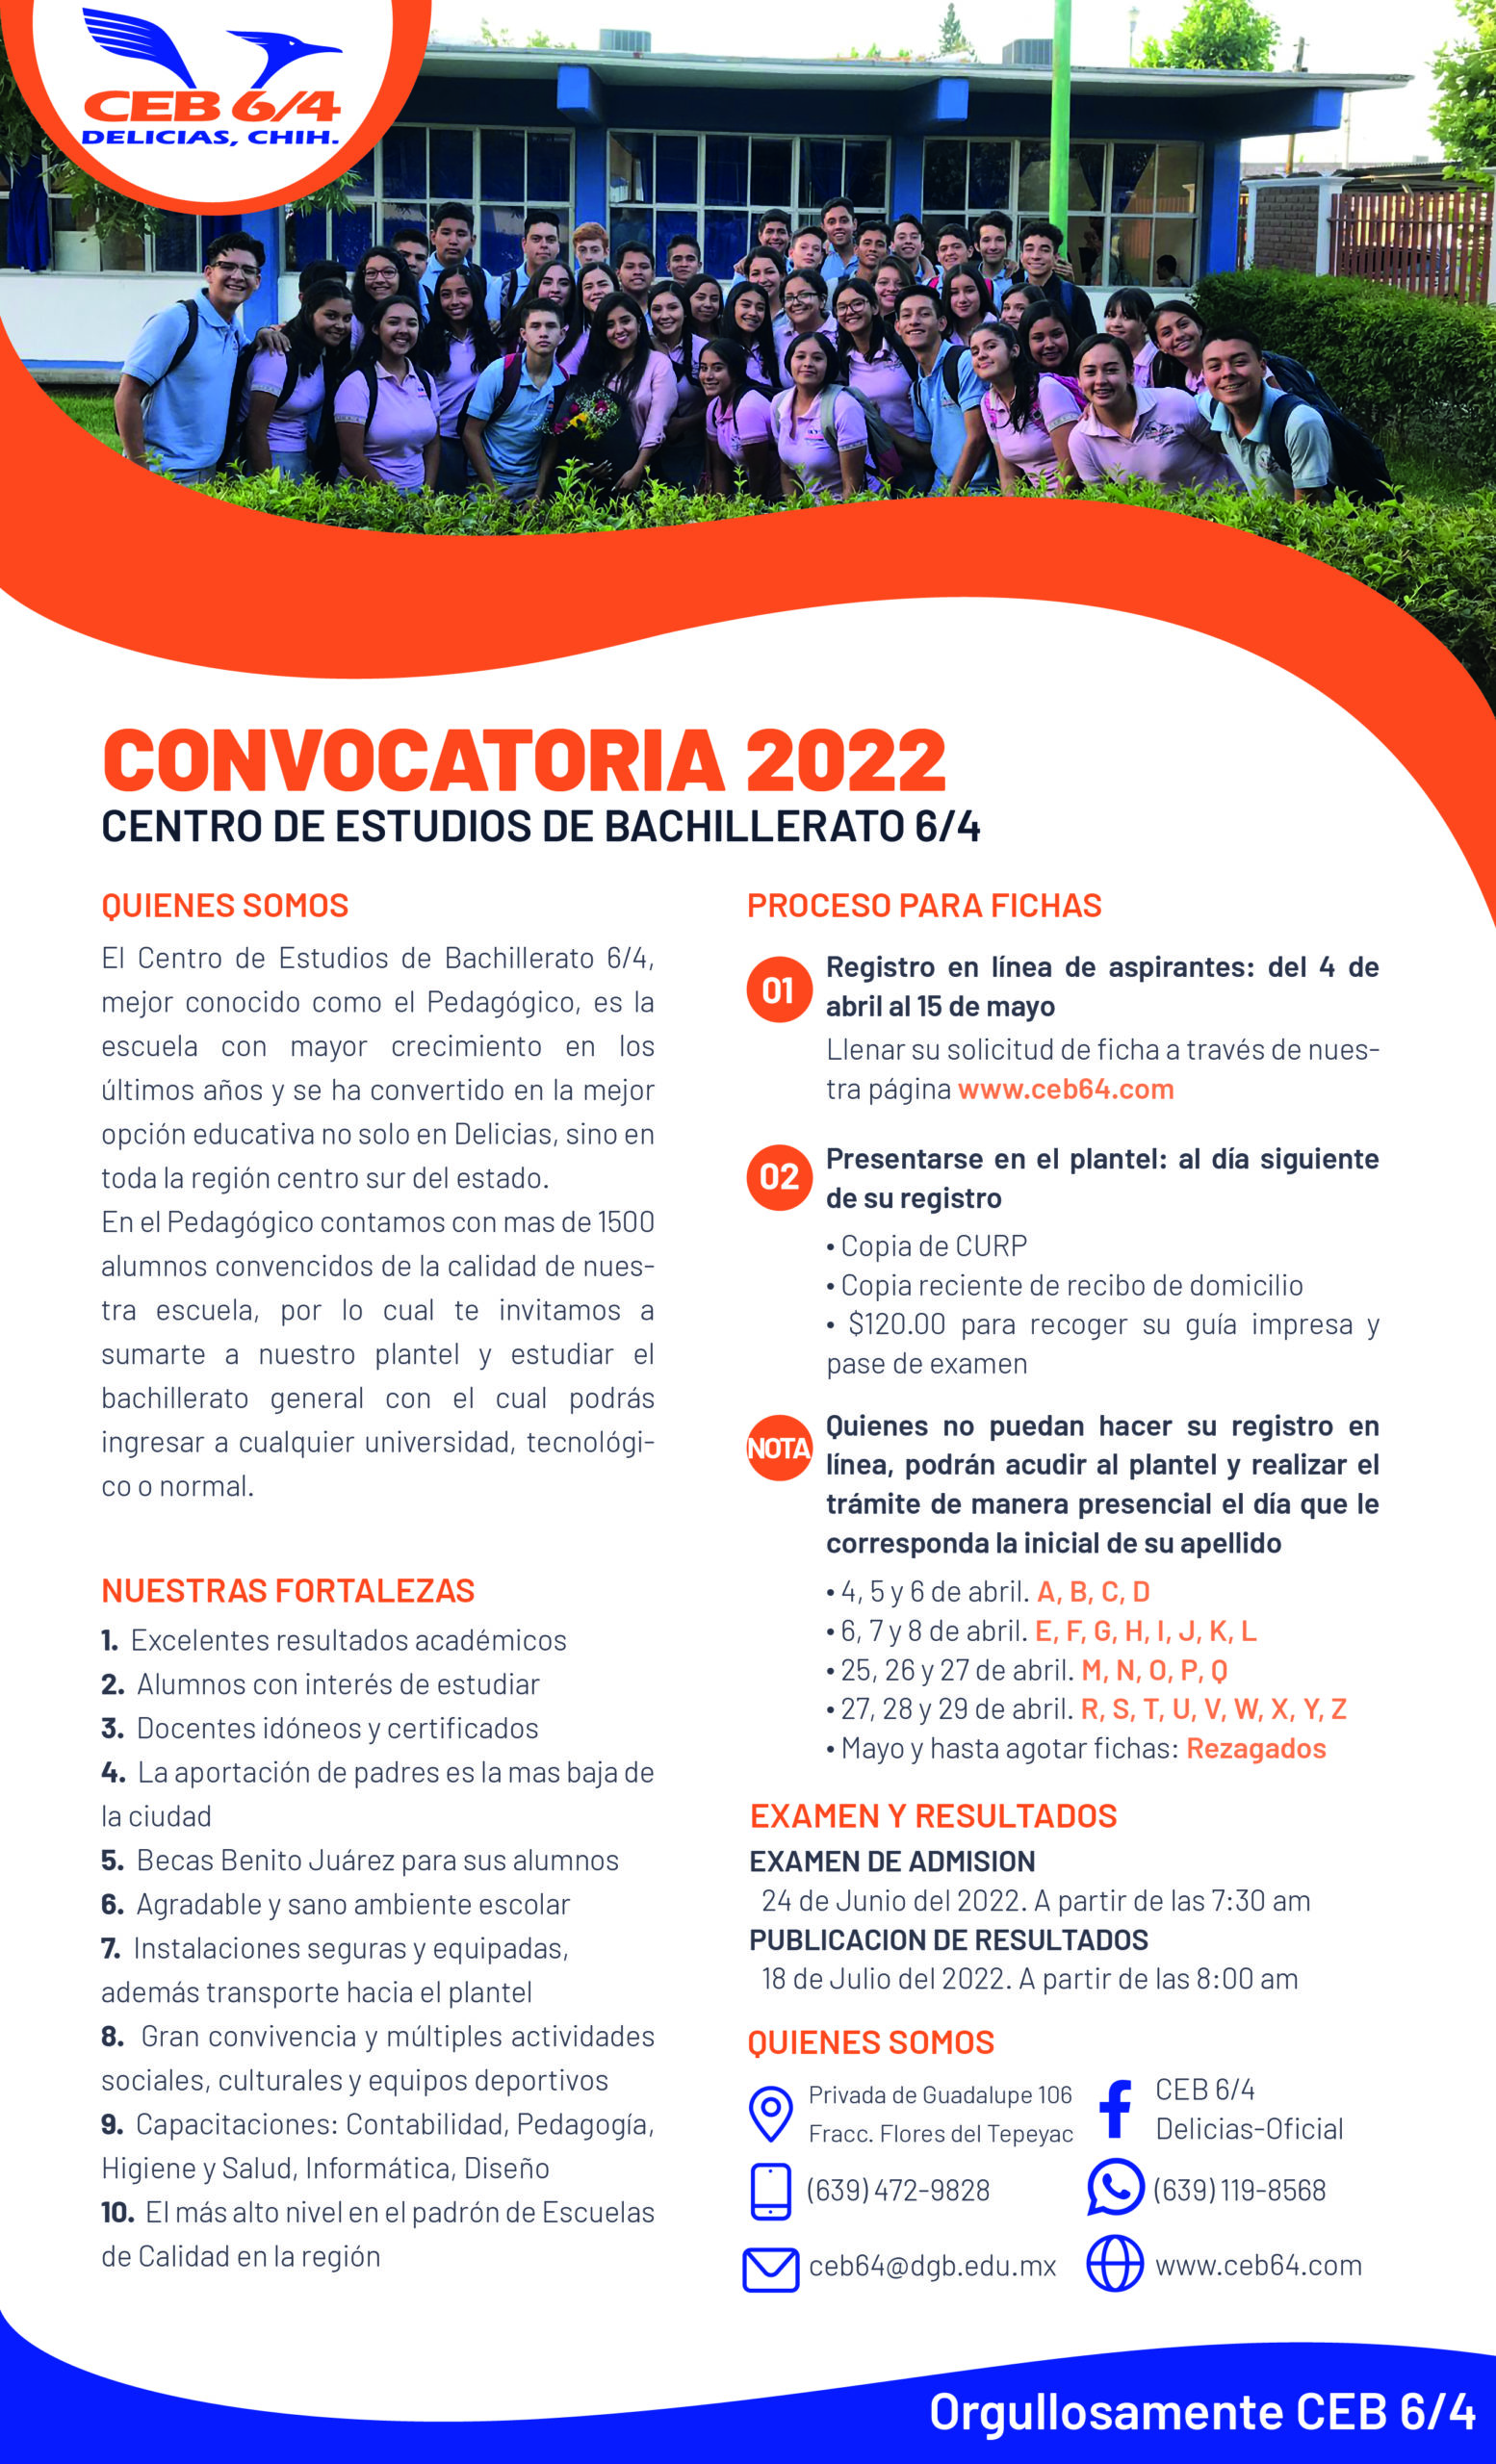 CEB 6/4
DELICIAS, CHIH.
CONVOCATORIA 2022
CENTRO DE ESTUDIOS DE BACHILLERATO 6/4
QUIENES SOMOS
El Centro de Estudios de Bachillerato 6/4,
mejor conocido como el Pedagógico, es la
escuela con mayor crecimiento en los
últimos años y se ha convertido en la mejor
opción educativa no solo en Delicias, sino en
toda la región centro sur del estado.
En el Pedagógico contamos con mas de 1500
alumnos convencidos de la calidad de nues-
tra escuela, por lo cual te invitamos a
sumarte a nuestro plantel y estudiar el
bachillerato general con el cual podrás
ingresar a cualquier universidad, tecnológi-
co o normal.
NUESTRAS FORTALEZAS
1. Excelentes resultados académicos
2. Alumnos con interés de estudiar
3. Docentes idóneos y certificados
4. La aportación de padres es la mas baja de
la ciudad
5. Becas Benito Juárez para sus alumnos
6. Agradable y sano ambiente escolar
7. Instalaciones seguras y equipadas,
además transporte hacia el plantel
8. Gran convivencia y múltiples actividades
sociales, culturales y equipos deportivos
9. Capacitaciones: Contabilidad, Pedagogía,
Higiene y Salud, Informática, Diseño
10. El más alto nivel en el padrón de Escuelas
de Calidad en la región
PROCESO PARA FICHAS
01
Registro en línea de aspirantes: del 4 de
abril al 15 de mayo
Llenar su solicitud de ficha a través de nues-
tra página www.ceb64.com
02
Presentarse en el plantel: al día siguiente
de su registro
• Copia de CURP
• Copia reciente de recibo de domicilio
• $120.00 para recoger su guía impresa y
pase de examen
NOTA
Quienes no puedan hacer su registro en
línea, podrán acudir al plantel y realizar el
trámite de manera presencial el día que le
corresponda la inicial de su apellido
• 4, 5 y 6 de abril. A, B, C, D
• 6, 7 y 8 de abril. E, F, G, H, I, J, K, L
• 25, 26 y 27 de abril. M, N, O, P, Q
• 27, 28 y 29 de abril. R, S, T, U, V, W, X, Y, Z
• Mayo y hasta agotar fichas: Rezagados
EXAMEN Y RESULTADOS
EXAMEN DE ADMISION
24 de Junio del 2022. A partir de las 7:30 am
PUBLICACION DE RESULTADOS
18 de Julio del 2022. A partir de las 8:00 am
QUIENES SOMOS
Privada de Guadalupe 106
Fracc. Flores del Tepeyac
CEB 6/4
Delicias-Oficial
(639) 472-9828
(639) 119-8568
ceb64@dgb.edu.mx
www.ceb64.com
Orgullosamente CEB 6/4